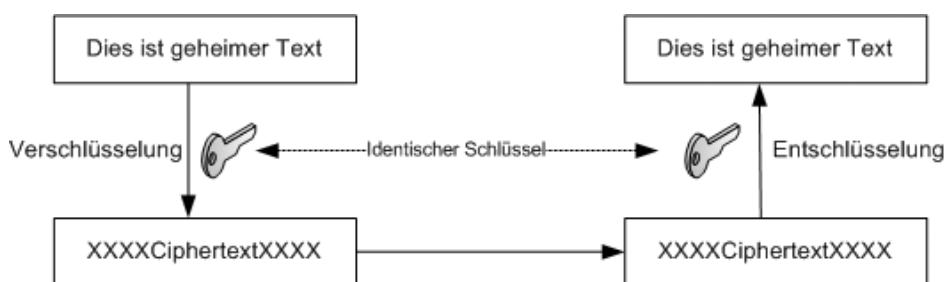 Dies ist geheimer Text
Dies ist geheimer Text
Verschlüsselung
Identischer Schlüssel
Entschlüsselung
XXXXCiphertextXXXX
XXXXCiphertextXXXX